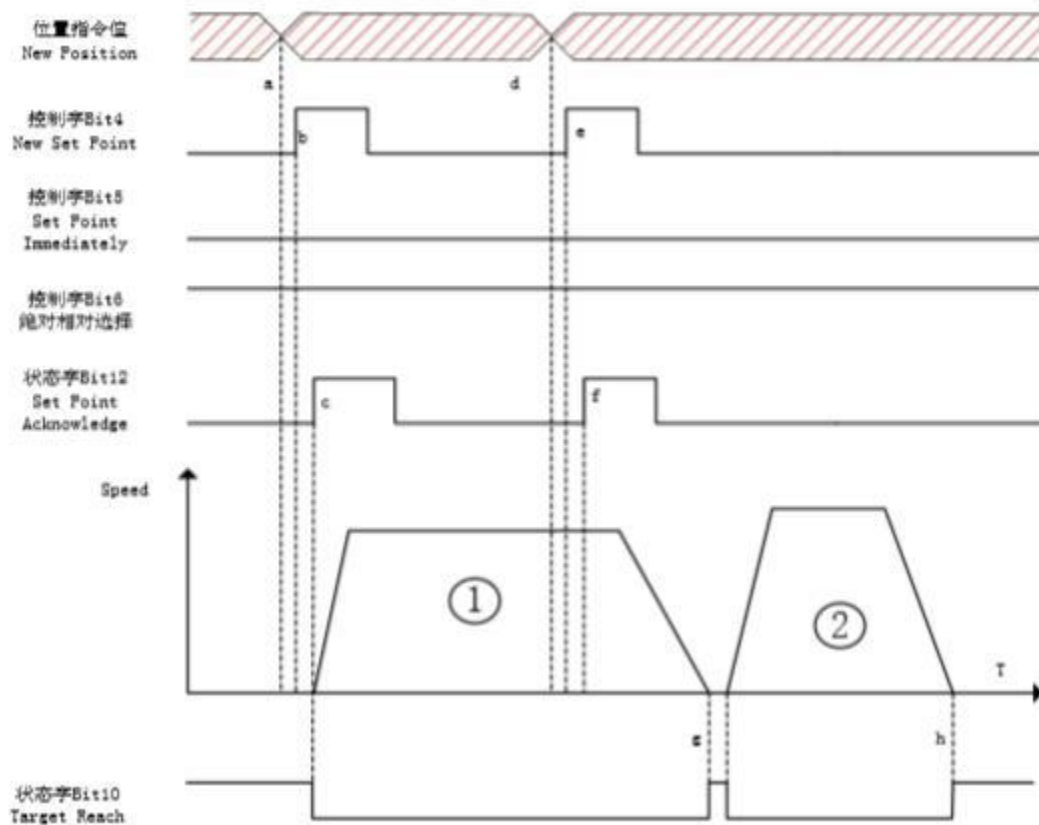 位置指令值
New Position
a
d
控制字Bit4
New Set Point
b
e
控制字Bit5
Set Point
Immediately
控制字Bit6
绝对相对选择
状态字Bit12
Set Point
Acknowledge
c
f
Speed
①
②
T
g
h
状态字Bit10
Target Reach